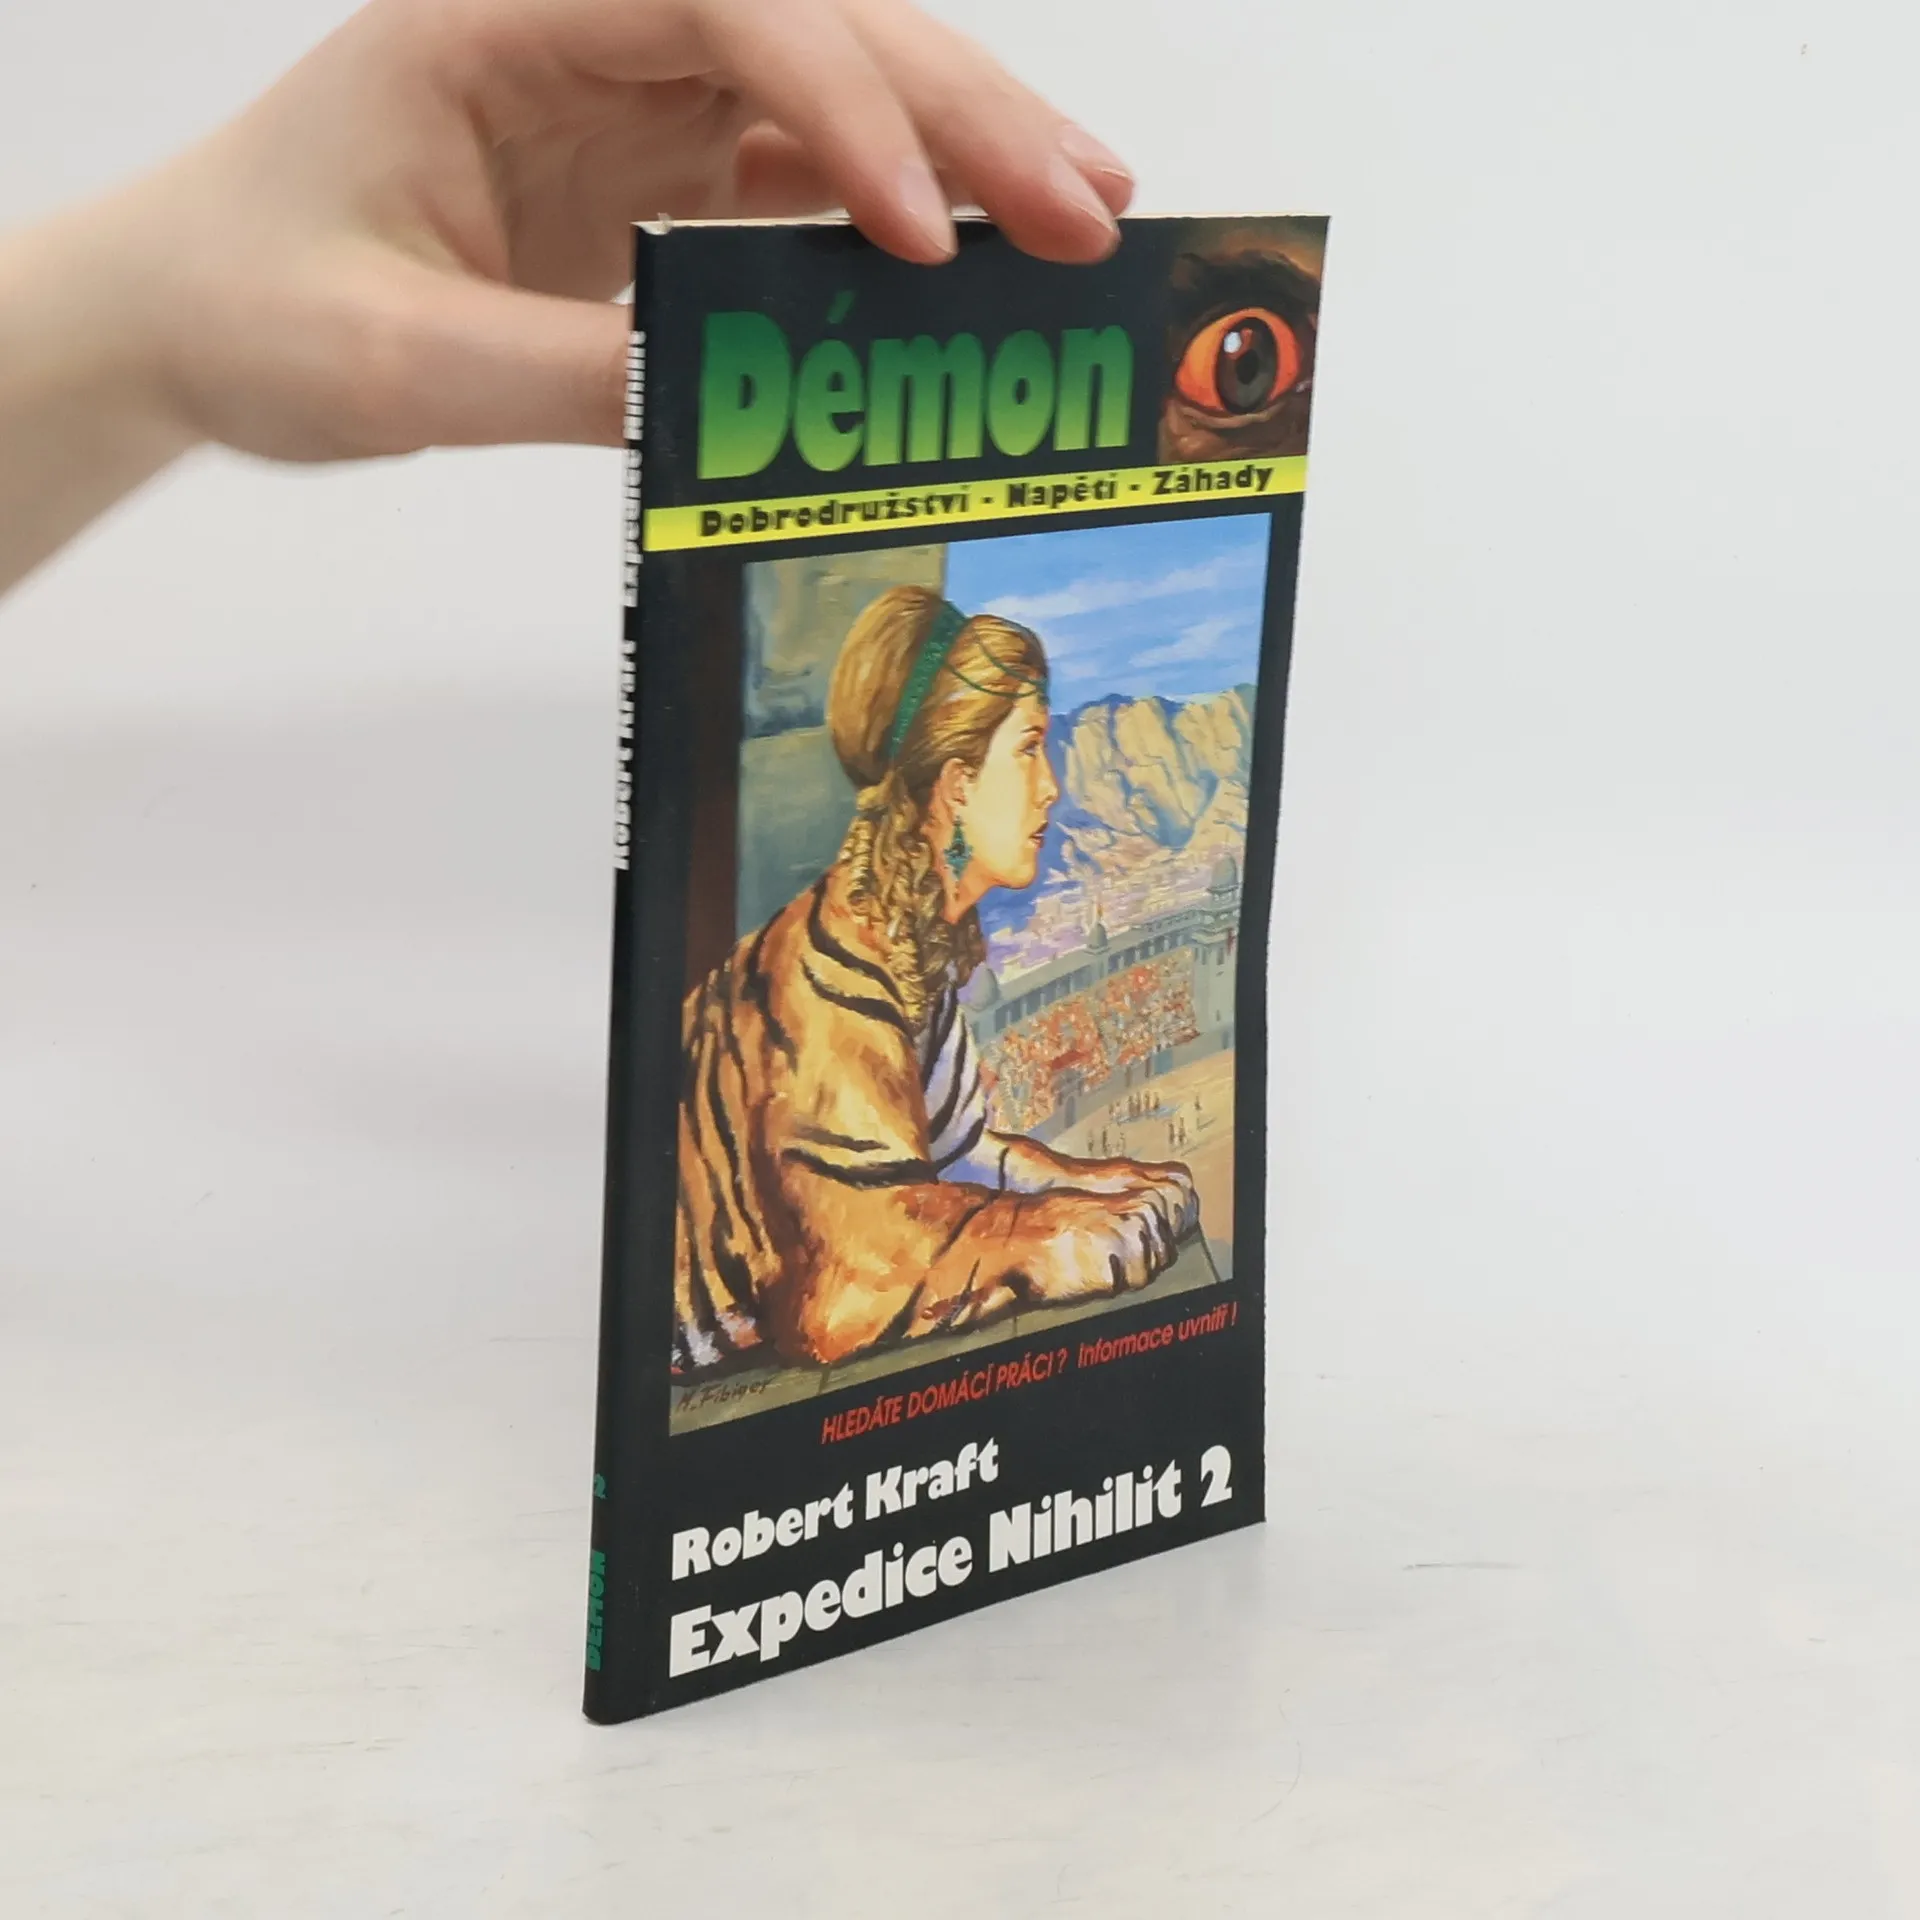 Démon
Dobrodružství - Napětí - Záhady
N. Fibiger
HLEDÁTE DOMÁCÍ PRÁCI? Informace uvnitř!
Robert Kraft
Expedice Nihilit 2
Robert Kraft Expedice Nihilit
DÉMON 2